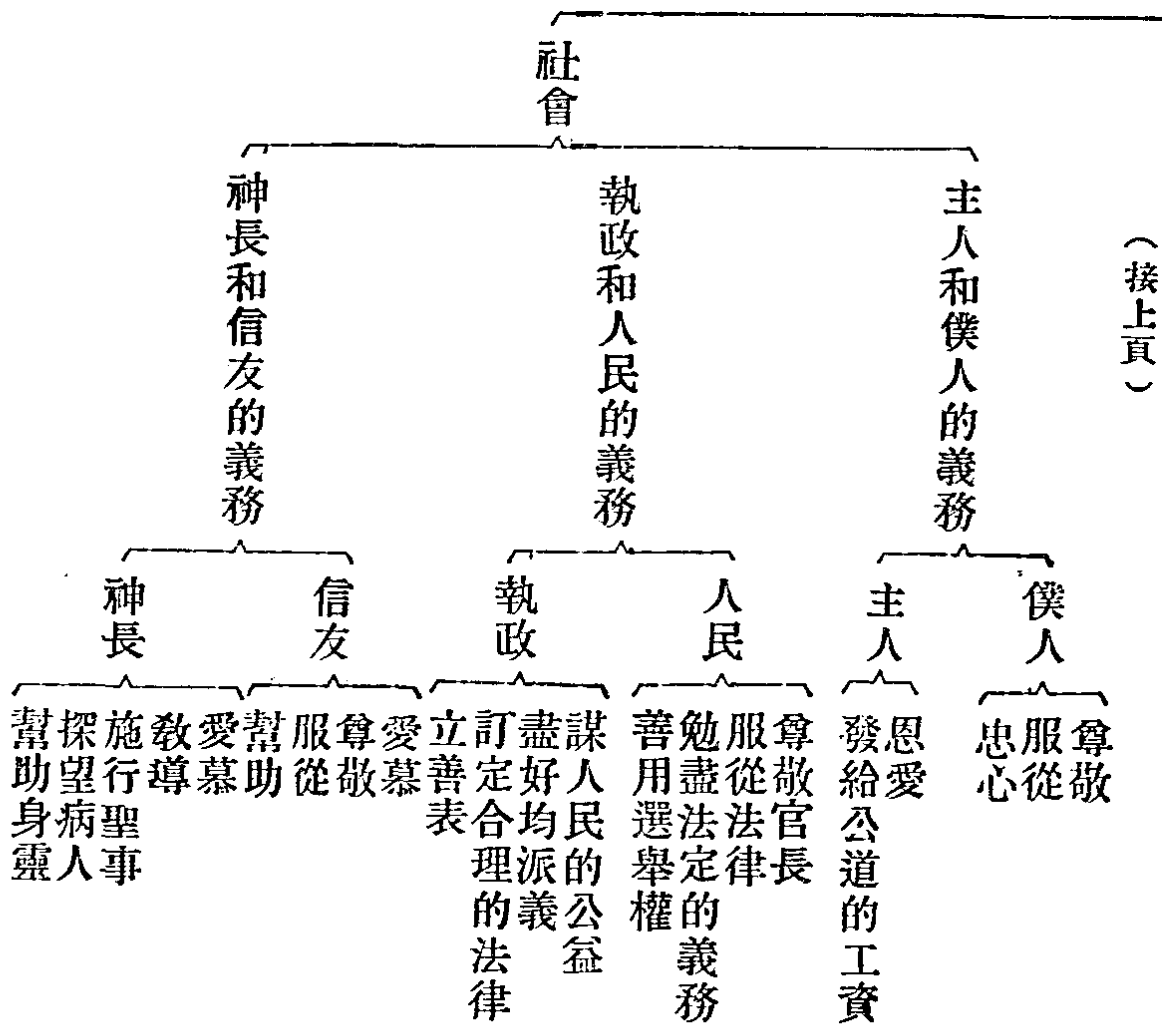 （接上頁）
社會
主人和僕人的義務
僕人
尊敬
服從
忠心
主人
恩愛
發給公道的工資
執政和人民的義務
人民
尊敬官長
服從法律
勉盡法定的義務
善用選舉權
執政
謀人民的公益
盡好均派義
訂定合理的法律
立善表
神長和信友的義務
信友
愛慕
尊敬
服從
幫助
神長
愛慕
教導
施行聖事
探望病人
幫助身靈